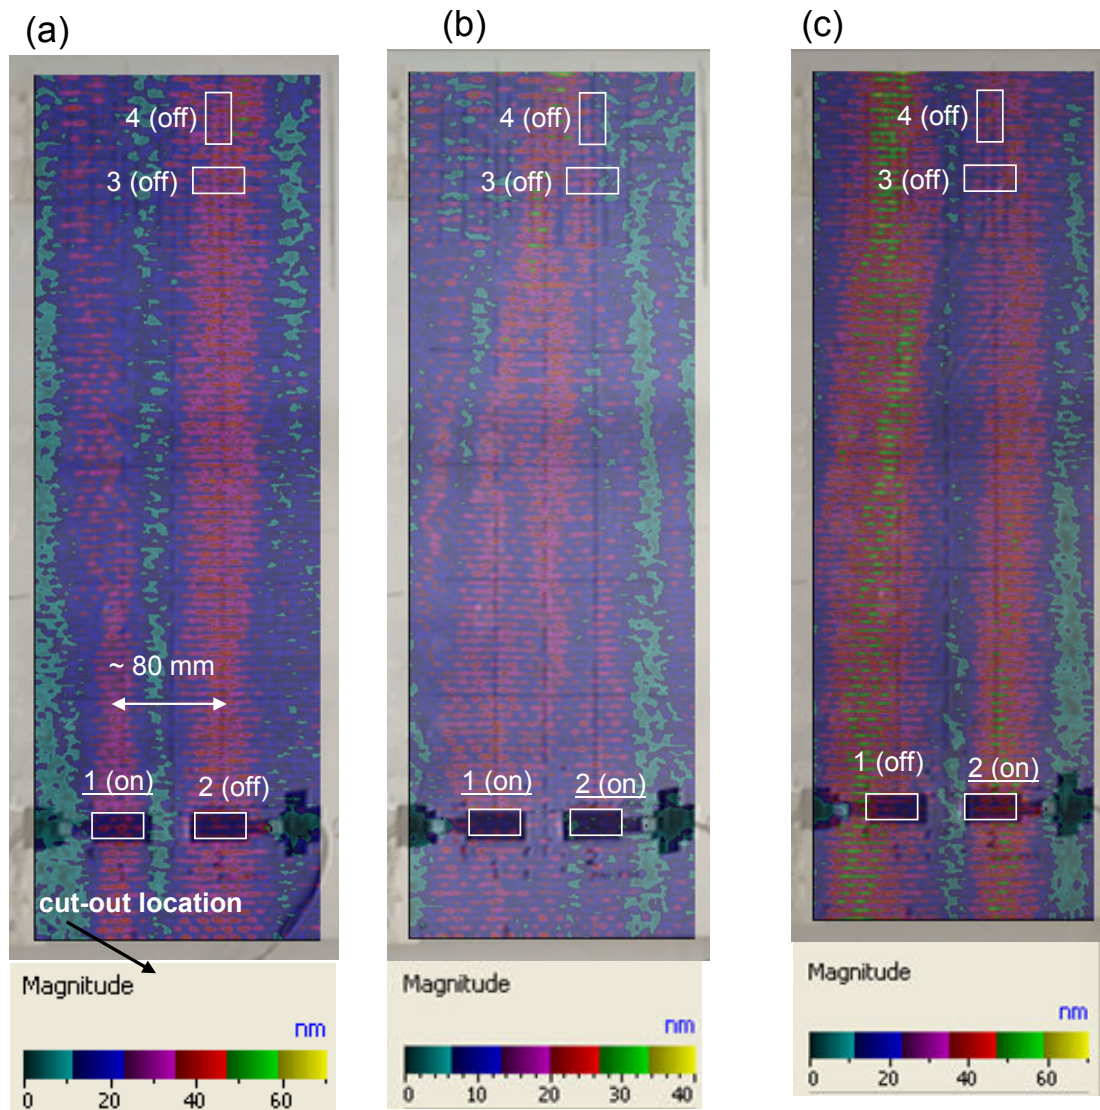 (a)
(b)
(c)
4 (off)
3 (off)
~ 80 mm
1 (on)
2 (off)
cut-out location
Magnitude
nm
0 20 40 60
4 (off)
3 (off)
1 (on)
2 (on)
Magnitude
nm
0 10 20 30 40
4 (off)
3 (off)
1 (off)
2 (on)
Magnitude
nm
0 20 40 60